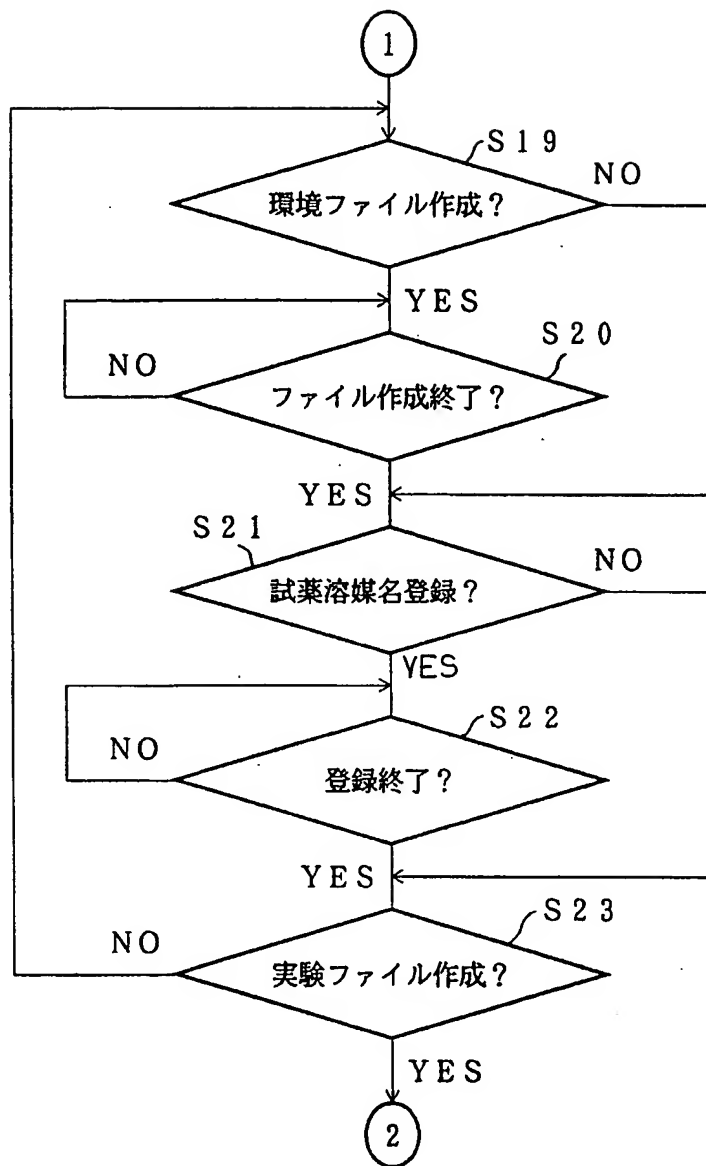 1
S19
環境ファイル作成?
NO
YES
S20
NO
ファイル作成終了?
YES
S21
NO
試薬溶媒名登録?
YES
S22
NO
登録終了?
YES
S23
NO
実験ファイル作成?
YES
2